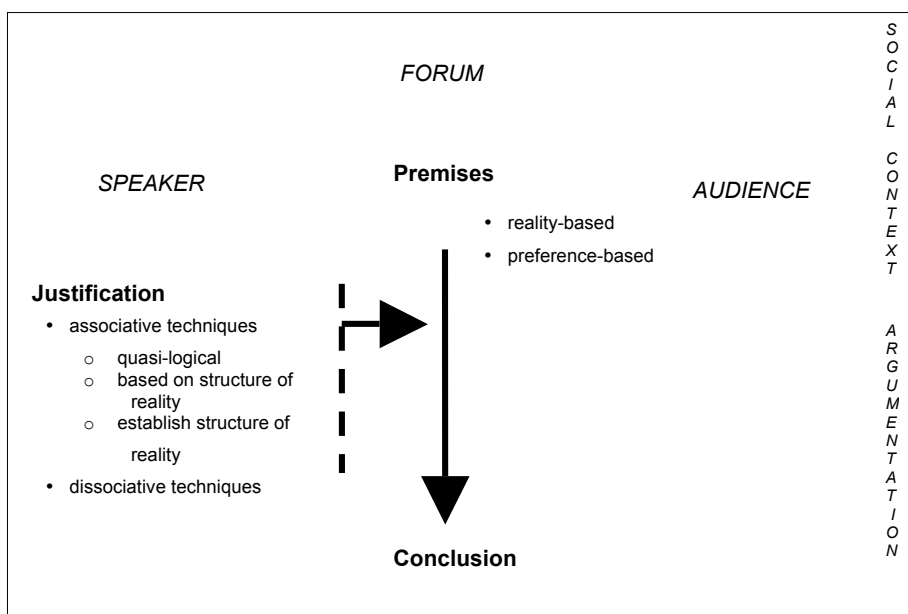 FORUM
SPEAKER
Premises
AUDIENCE
• reality-based
• preference-based
Justification
• associative techniques
o quasi-logical
o based on structure of
reality
o establish structure of
reality
• dissociative techniques
Conclusion
SOCIAL CONTEXT ARGUMENTATION